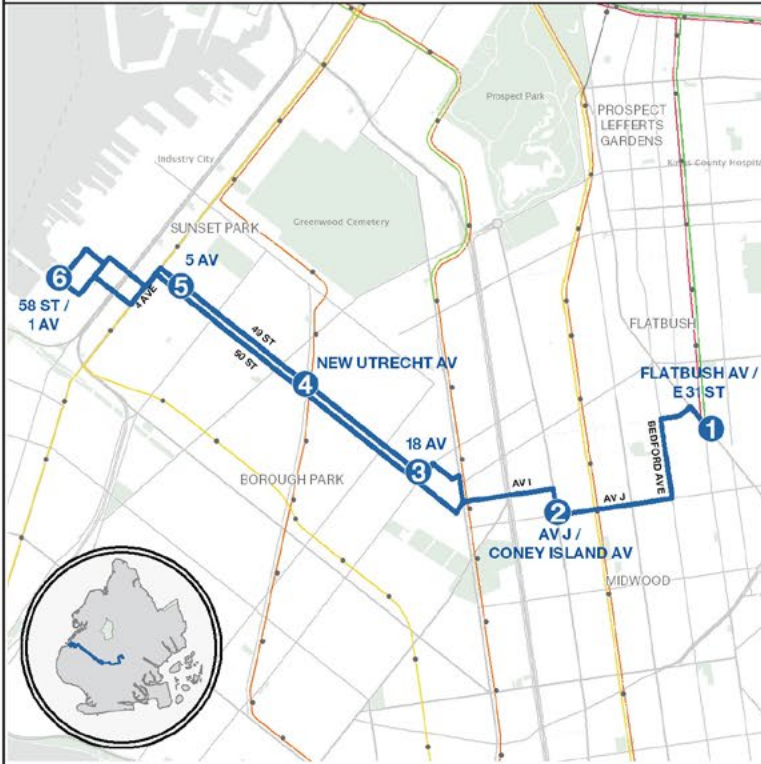 Prospect Park
PROSPECT
LEFFERTS
GARDENS
Industry City
Kings County Hospital
Greenwood Cemetery
SUNSET PARK
5 AV
6
5
58 ST /
1 AV
4 AVE
49 ST
50 ST
FLATBUSH
NEW UTRECHT AV
4
FLATBUSH AV /
E 31 ST
1
BEDFORD AVE
18 AV
3
BOROUGH PARK
AV I
AV J
2
AV J /
CONEY ISLAND AV
MIDWOOD